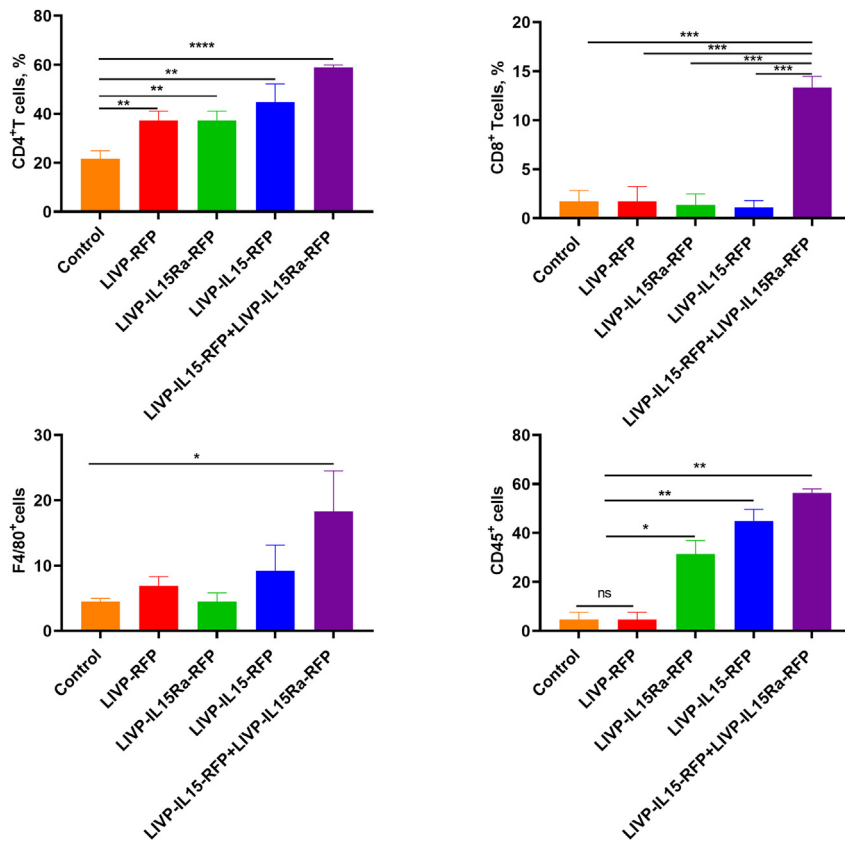 80
60
40
20
0
CD4+T cells, %
****
**
**
**
Control
LIVP-RFP
LIVP-IL15Ra-RFP
LIVP-IL15-RFP
LIVP-IL15-RFP+LIVP-IL15Ra-RFP
20
15
10
5
0
CD8+ Tcells, %
***
***
***
***
Control
LIVP-RFP
LIVP-IL15Ra-RFP
LIVP-IL15-RFP
LIVP-IL15-RFP+LIVP-IL15Ra-RFP
30
20
10
0
F4/80+cells
*
Control
LIVP-RFP
LIVP-IL15Ra-RFP
LIVP-IL15-RFP
LIVP-IL15-RFP+LIVP-IL15Ra-RFP
80
60
40
20
0
CD45+ cells
**
**
*
ns
Control
LIVP-RFP
LIVP-IL15Ra-RFP
LIVP-IL15-RFP
LIVP-IL15-RFP+LIVP-IL15Ra-RFP